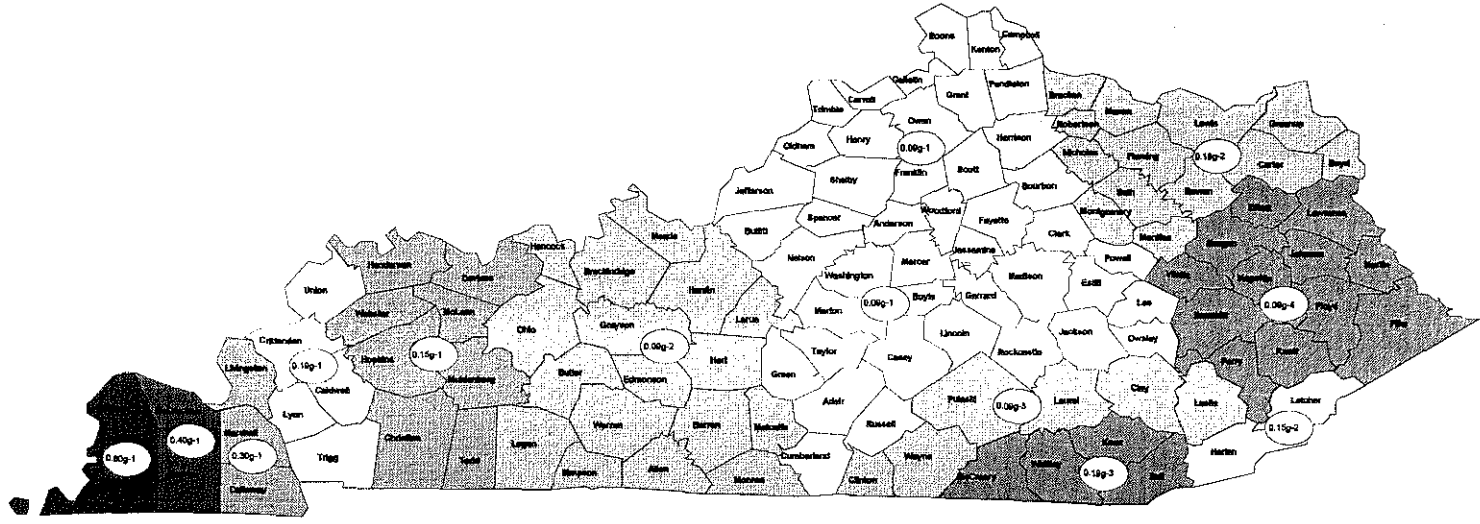 Boone
Kenton
Campbell
Gallatin
Carroll
Trimble
Grant
Pendleton
Bracken
Mason
Lewis
Greenup
Owen
Robertson
Oldham
Henry
0.09g-1
Harrison
Nicholas
Fleming
0.19g-2
Carter
Boyd
Jefferson
Shelby
Franklin
Scott
Bourbon
Bath
Rowan
Spencer
Anderson
Woodford
Fayette
Montgomery
Elliott
Lawrence
Bullitt
Nelson
Mercer
Jessamine
Clark
Menifee
Morgan
Johnson
Martin
Meade
Hancock
Henderson
Daviess
Breckinridge
Washington
Madison
Powell
Estill
Wolfe
Magoffin
Union
Hardin
Larue
Marion
0.09g-1
Boyle
Garrard
Lee
Breathitt
0.09g-4
Floyd
Pike
Webster
McLean
Ohio
Grayson
Lincoln
Jackson
Owsley
Crittenden
Hopkins
0.15g-1
0.09g-2
Hart
Taylor
Casey
Rockcastle
Perry
Knott
Livingston
0.19g-1
Caldwell
Muhlenberg
Butler
Edmonson
Green
Adair
Pulaski
0.09g-3
Laurel
Clay
Leslie
Letcher
Lyon
Russell
0.15g-2
Harlan
0.60g-1
0.40g-1
Marshall
0.30g-1
Calloway
Trigg
Christian
Todd
Logan
Warren
Simpson
Allen
Barren
Metcalfe
Monroe
Cumberland
Clinton
Wayne
McCreary
Whitley
Knox
0.19g-3
Bell